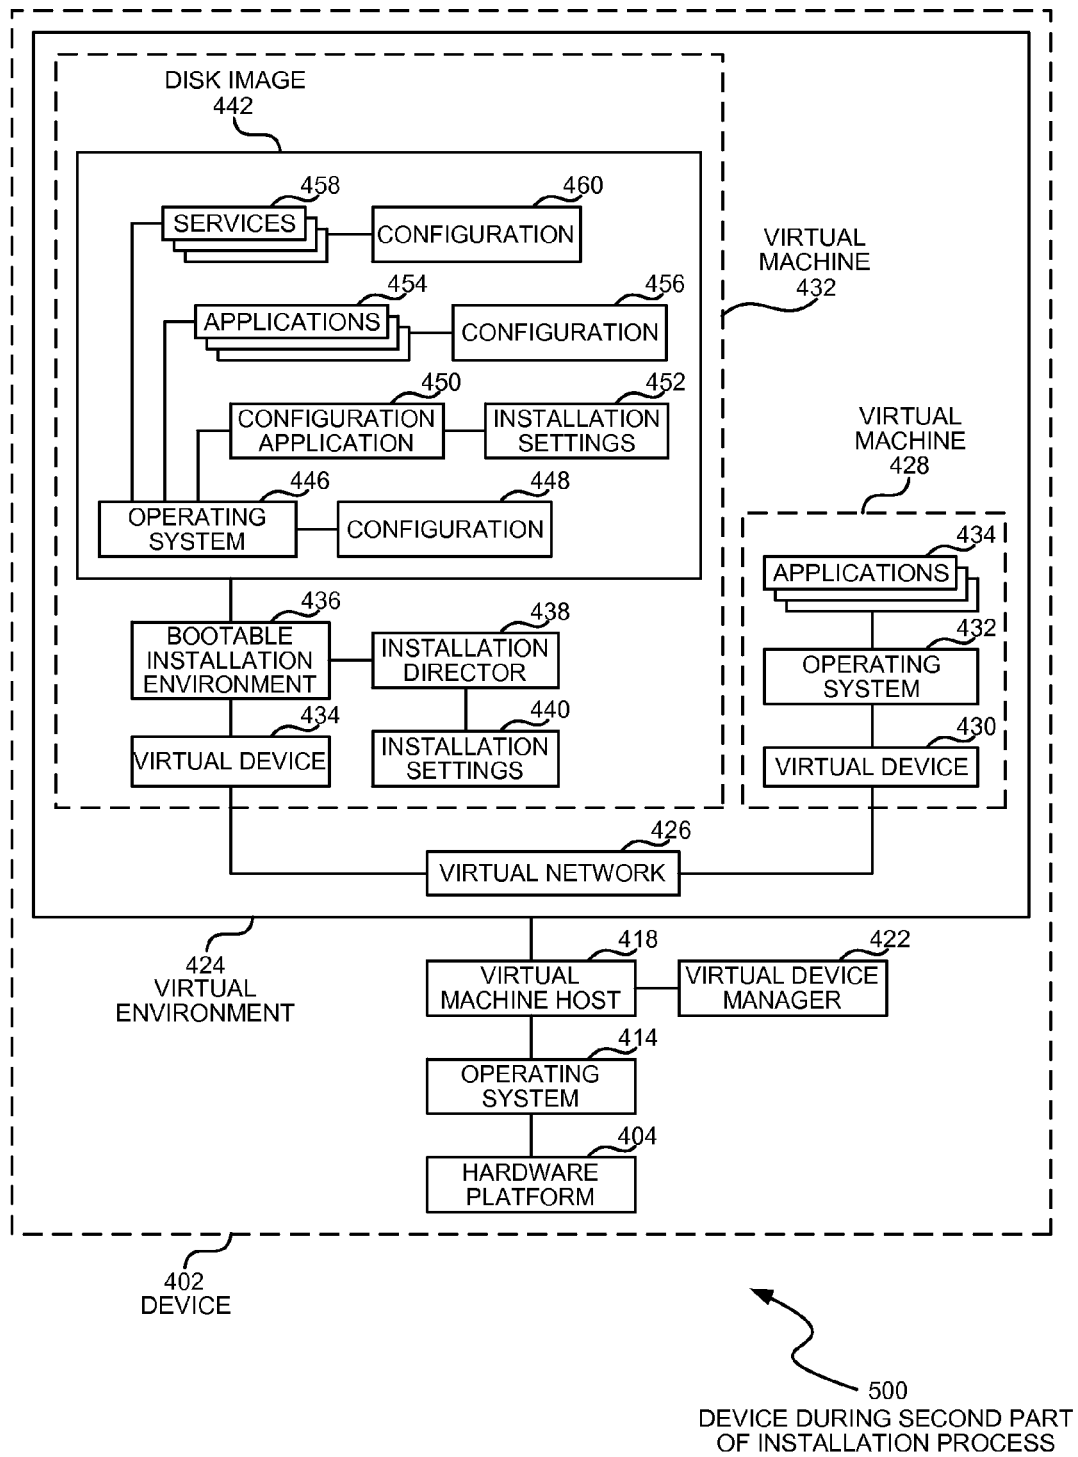 DISK IMAGE
442
458
SERVICES
460
CONFIGURATION
VIRTUAL
MACHINE
432
454
APPLICATIONS
456
CONFIGURATION
450
CONFIGURATION
APPLICATION
452
INSTALLATION
SETTINGS
VIRTUAL
MACHINE
428
446
OPERATING
SYSTEM
448
CONFIGURATION
434
APPLICATIONS
436
BOOTABLE
INSTALLATION
ENVIRONMENT
438
INSTALLATION
DIRECTOR
432
OPERATING
SYSTEM
434
VIRTUAL DEVICE
440
INSTALLATION
SETTINGS
430
VIRTUAL DEVICE
426
VIRTUAL NETWORK
424
VIRTUAL
ENVIRONMENT
418
VIRTUAL
MACHINE HOST
422
VIRTUAL DEVICE
MANAGER
414
OPERATING
SYSTEM
404
HARDWARE
PLATFORM
402
DEVICE
500
DEVICE DURING SECOND PART
OF INSTALLATION PROCESS